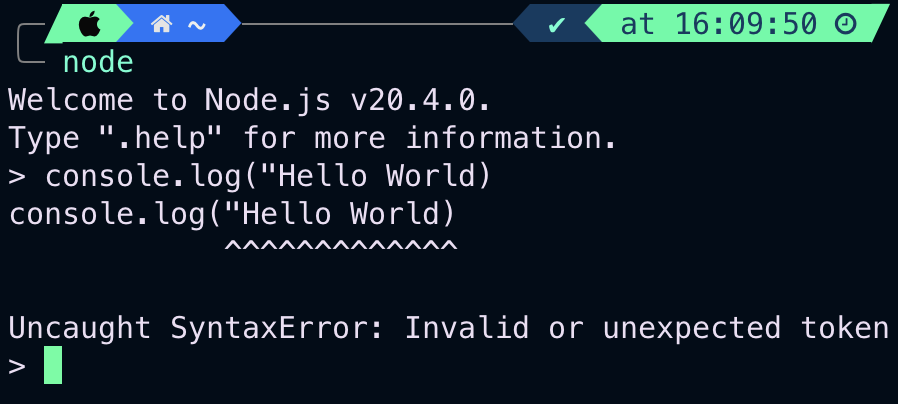 ~ ✔ at 16:09:50
node
Welcome to Node.js v20.4.0.
Type ".help" for more information.
> console.log("Hello World)
console.log("Hello World)
            ^^^^^^^^^^^^^
Uncaught SyntaxError: Invalid or unexpected token
>